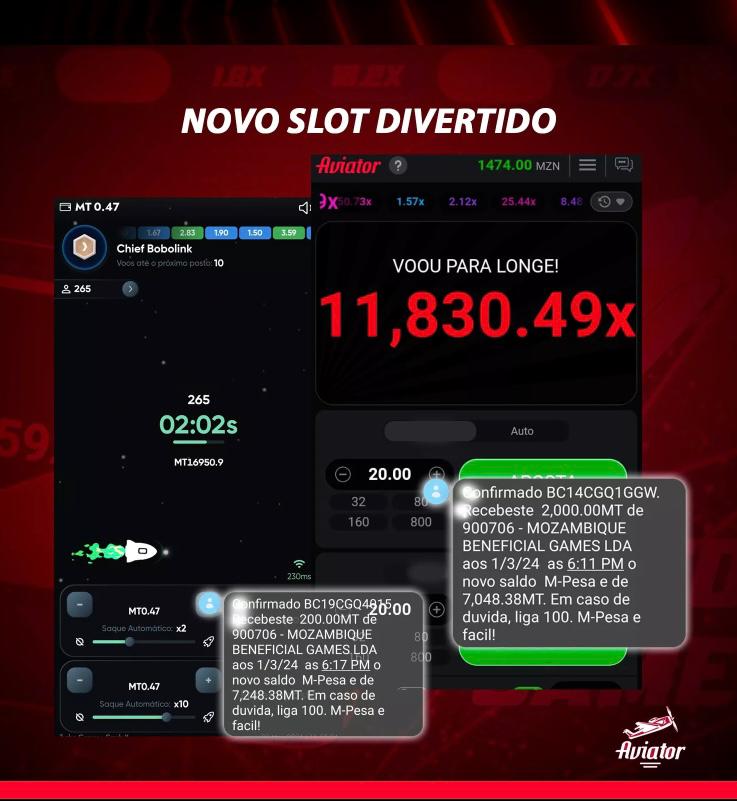 NOVO SLOT DIVERTIDO
Aviator ? 1474.00 MZN
9x 50.73x 1.57x 2.12x 25.44x 8.48
VOOU PARA LONGE!
11,830.49x
Auto
20.00
32 80
160 800
Confirmado BC14CGQ1GGW.
Recebeste 2,000.00MT de
900706 - MOZAMBIQUE
BENEFICIAL GAMES LDA
aos 1/3/24 as 6:11 PM o
novo saldo M-Pesa e de
7,048.38MT. Em caso de
duvida, liga 100. M-Pesa e
facil!
20:00
80
800
MT 0.47
1.67 2.83 1.90 1.50 3.59
Chief Bobolink
Voos até o próximo posto: 10
265
265
02:02s
MT16950.9
230ms
MT0.47
Saque Automático: x2
MT0.47
Saque Automático: x10
Confirmado BC19CGQ4815.
Recebeste 200.00MT de
900706 - MOZAMBIQUE
BENEFICIAL GAMES LDA
aos 1/3/24 as 6:17 PM o
novo saldo M-Pesa e de
7,248.38MT. Em caso de
duvida, liga 100. M-Pesa e
facil!
Aviator